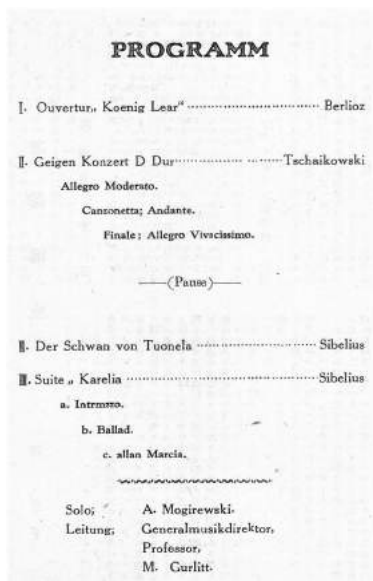 PROGRAMM
I. Ouvertur„ Koenig Lear“ Berlioz
II. Geigen Konzert D Dur Tschaikowski
Allegro Moderato.
Canzonetta; Andante.
Finale; Allegro Vivacissimo.
(Pause)
II. Der Schwan von Tuonela Sibelius
III. Suite „ Karelia Sibelius
a. Intrmzzo.
b. Ballad.
c. allan Marcia.
Solo; A. Mogirewski.
Leitung; Generalmusikdirektor,
Professor,
M. Gurlitt.